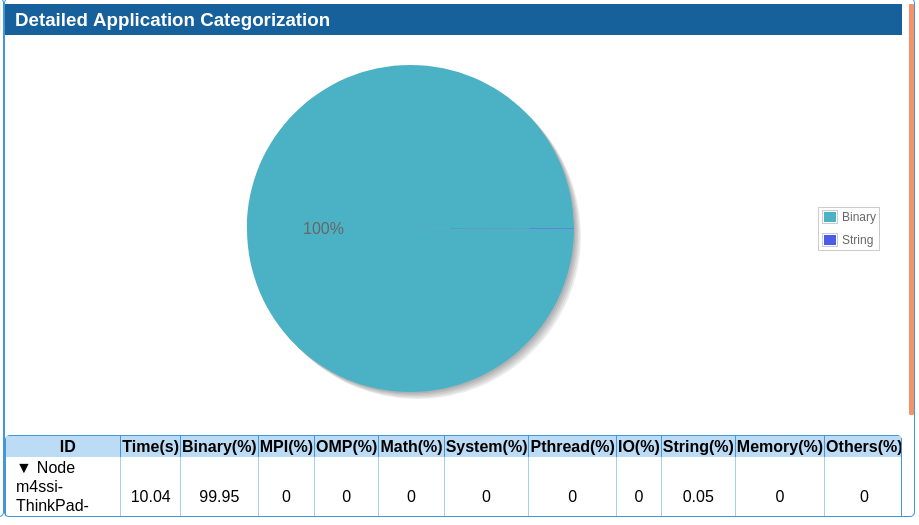 Detailed Application Categorization
100%
Binary
String
ID Time(s) Binary(%) MPI(%) OMP(%) Math(%) System(%) Pthread(%) IO(%) String(%) Memory(%) Others(%)
▼ Node
m4ssi-
ThinkPad-
10.04 99.95 0 0 0 0 0 0 0.05 0 0